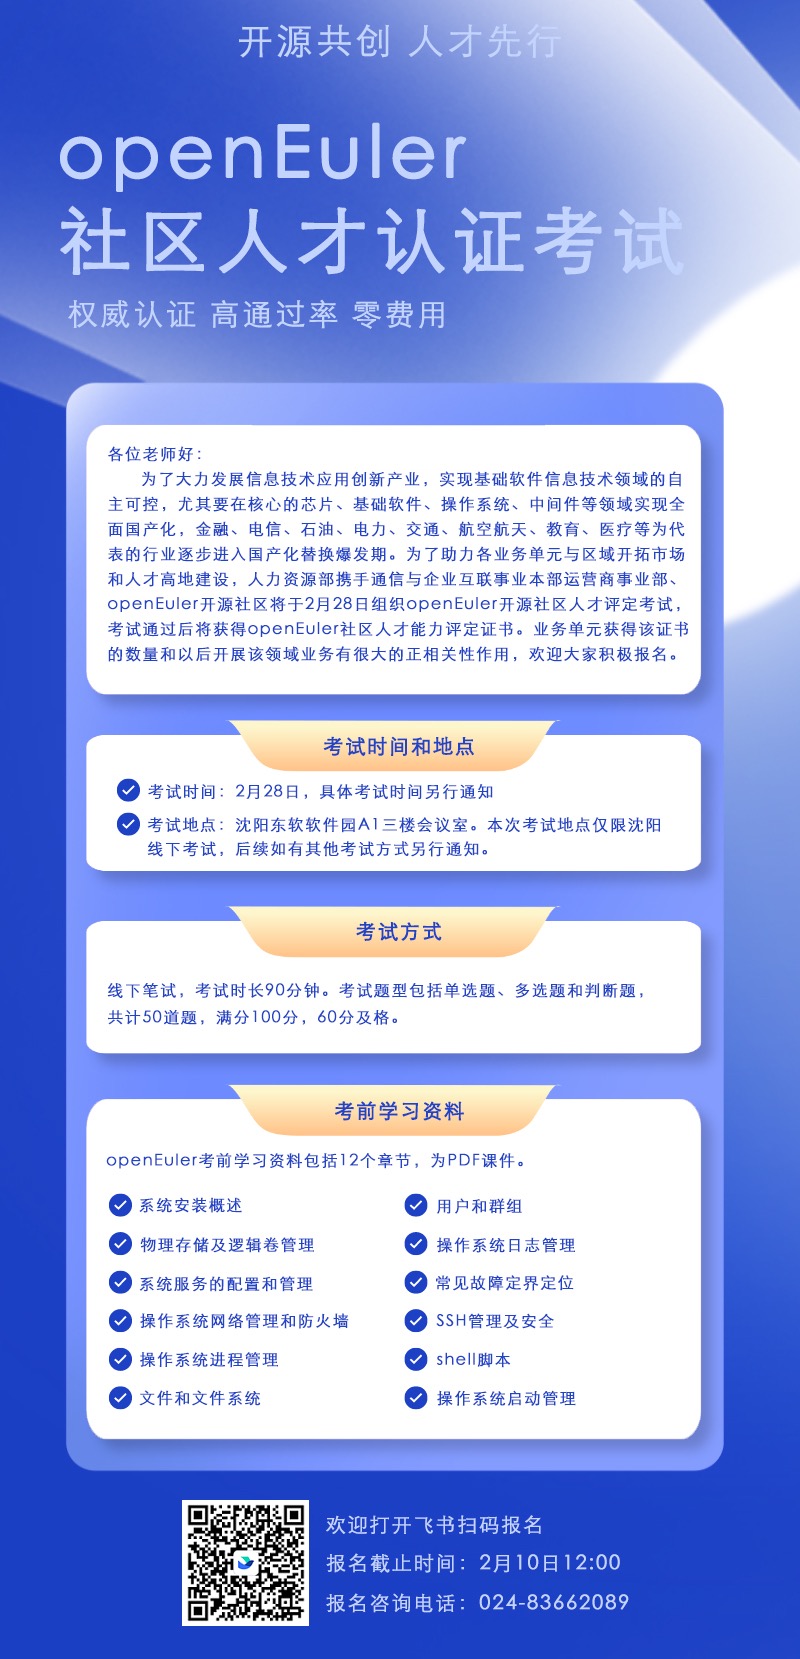 开源共创 人才先行
openEuler
社区人才认证考试
权威认证 高通过率 零费用
各位老师好：
为了大力发展信息技术应用创新产业，实现基础软件信息技术领域的自
主可控，尤其要在核心的芯片、基础软件、操作系统、中间件等领域实现全
面国产化，金融、电信、石油、电力、交通、航空航天、教育、医疗等为代
表的行业逐步进入国产化替换爆发期。为了助力各业务单元与区域开拓市场
和人才高地建设，人力资源部携手通信与企业互联事业本部运营商事业部、
openEuler开源社区将于2月28日组织openEuler开源社区人才评定考试，
考试通过后将获得openEuler社区人才能力评定证书。业务单元获得该证书
的数量和以后开展该领域业务有很大的正相关性作用，欢迎大家积极报名。
考试时间和地点
考试时间：2月28日，具体考试时间另行通知
考试地点：沈阳东软软件园A1三楼会议室。本次考试地点仅限沈阳
线下考试，后续如有其他考试方式另行通知。
考试方式
线下笔试，考试时长90分钟。考试题型包括单选题、多选题和判断题，
共计50道题，满分100分，60分及格。
考前学习资料
openEuler考前学习资料包括12个章节，为PDF课件。
系统安装概述
用户和群组
物理存储及逻辑卷管理
操作系统日志管理
系统服务的配置和管理
常见故障定界定位
操作系统网络管理和防火墙
SSH管理及安全
操作系统进程管理
shell脚本
文件和文件系统
操作系统启动管理
欢迎打开飞书扫码报名
报名截止时间：2月10日12:00
报名咨询电话：024-83662089